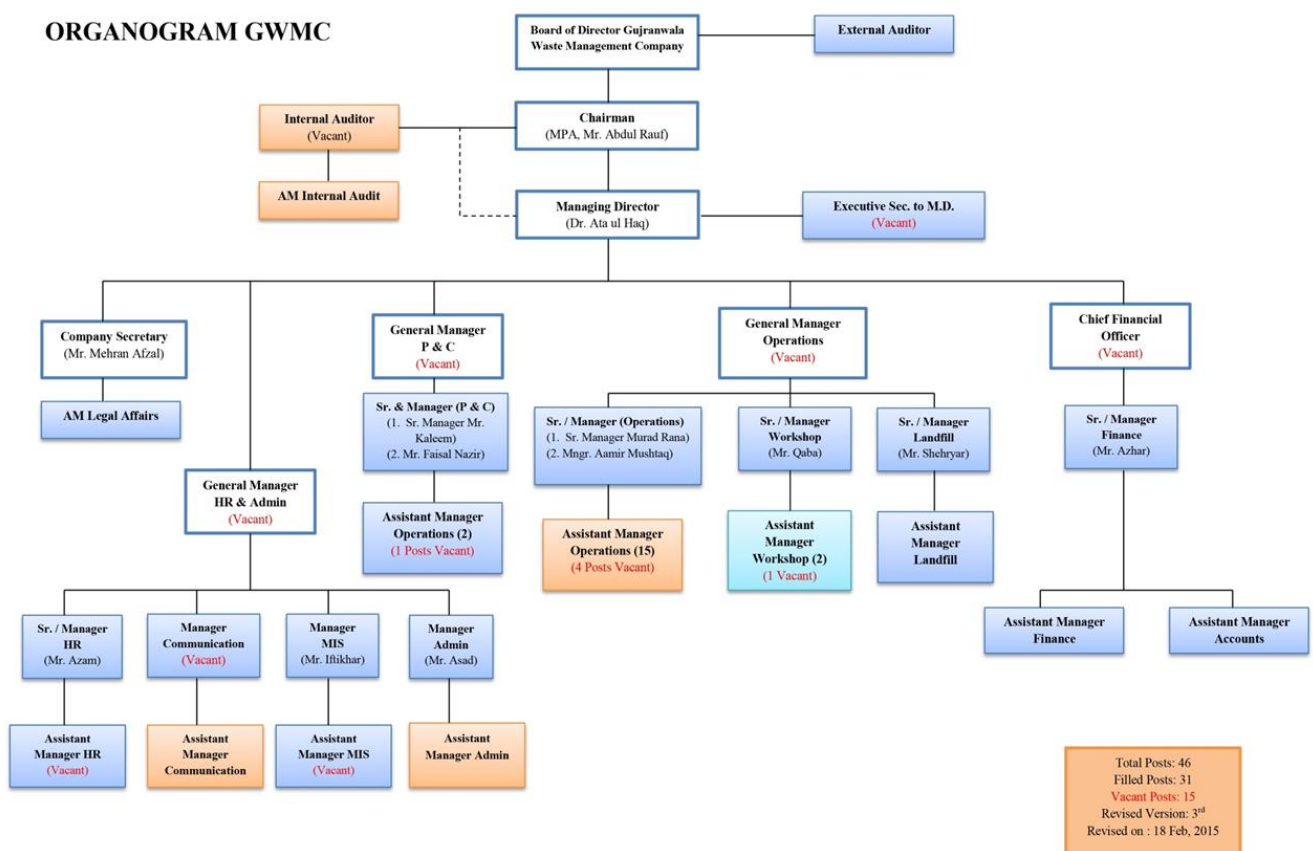 ORGANOGRAM GWMC
Board of Director Gujranwala
Waste Management Company
External Auditor
Internal Auditor
(Vacant)
Chairman
(MPA, Mr. Abdul Rauf)
AM Internal Audit
Managing Director
(Dr. Ata ul Haq)
Executive Sec. to M.D.
(Vacant)
Company Secretary
(Mr. Mehran Afzal)
AM Legal Affairs
General Manager
HR & Admin
(Vacant)
General Manager
P & C
(Vacant)
Sr. & Manager (P & C)
(1. Sr. Manager Mr.
Kaleem)
(2. Mr. Faisal Nazir)
Assistant Manager
Operations (2)
(1 Posts Vacant)
General Manager
Operations
(Vacant)
Sr. / Manager (Operations)
(1. Sr. Manager Murad Rana)
(2. Mngr. Aamir Mushtaq)
Assistant Manager
Operations (15)
(4 Posts Vacant)
Sr. / Manager
Workshop
(Mr. Qaba)
Assistant
Manager
Workshop (2)
(1 Vacant)
Sr. / Manager
Landfill
(Mr. Shehryar)
Assistant
Manager
Landfill
Chief Financial
Officer
(Vacant)
Sr. / Manager
Finance
(Mr. Azhar)
Assistant Manager
Finance
Assistant Manager
Accounts
Sr. / Manager
HR
(Mr. Azam)
Manager
Communication
(Vacant)
Manager
MIS
(Mr. Iftikhar)
Manager
Admin
(Mr. Asad)
Assistant
Manager HR
(Vacant)
Assistant
Manager
Communication
Assistant
Manager MIS
(Vacant)
Assistant
Manager Admin
Total Posts: 46
Filled Posts: 31
Vacant Posts: 15
Revised Version: 3rd
Revised on : 18 Feb, 2015